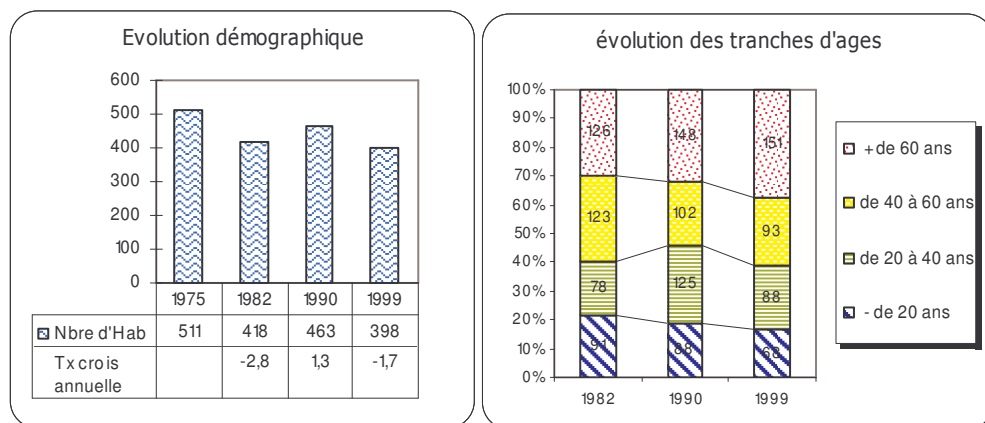 Evolution démographique
600
500
400
300
200
100
0
1975 1982 1990 1999
Nbre d'Hab 511 418 463 398
Tx crois annuelle -2,8 1,3 -1,7
évolution des tranches d'ages
100%
90%
80%
70%
60%
50%
40%
30%
20%
10%
0%
126 148 151
123 102 93
78 125 88
91 88 68
1982 1990 1999
+ de 60 ans
de 40 à 60 ans
de 20 à 40 ans
- de 20 ans